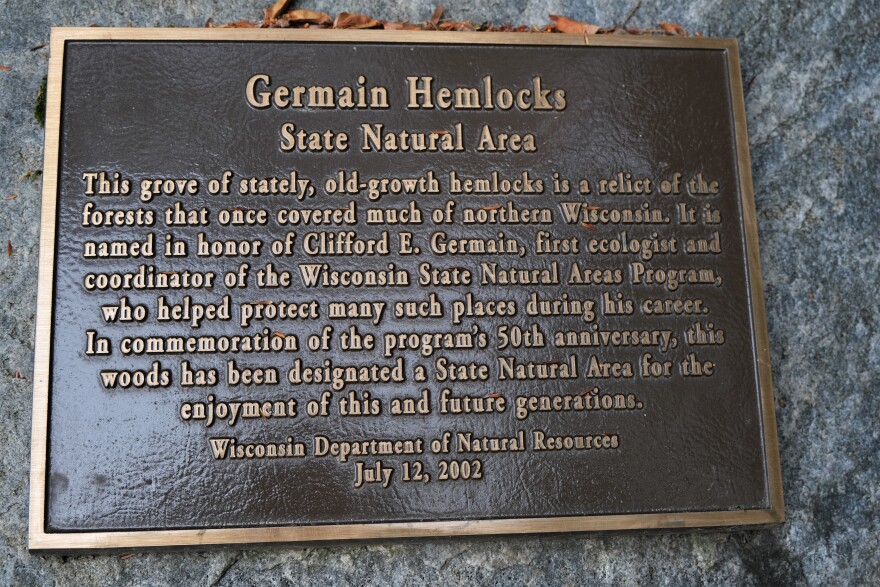 Germain Hemlocks
State Natural Area
This grove of stately, old-growth hemlocks is a relict of the
forests that once covered much of northern Wisconsin. It is
named in honor of Clifford E. Germain, first ecologist and
coordinator of the Wisconsin State Natural Areas Program,
who helped protect many such places during his career.
In commemoration of the program's 50th anniversary, this
woods has been designated a State Natural Area for the
enjoyment of this and future generations.
Wisconsin Department of Natural Resources
July 12, 2002